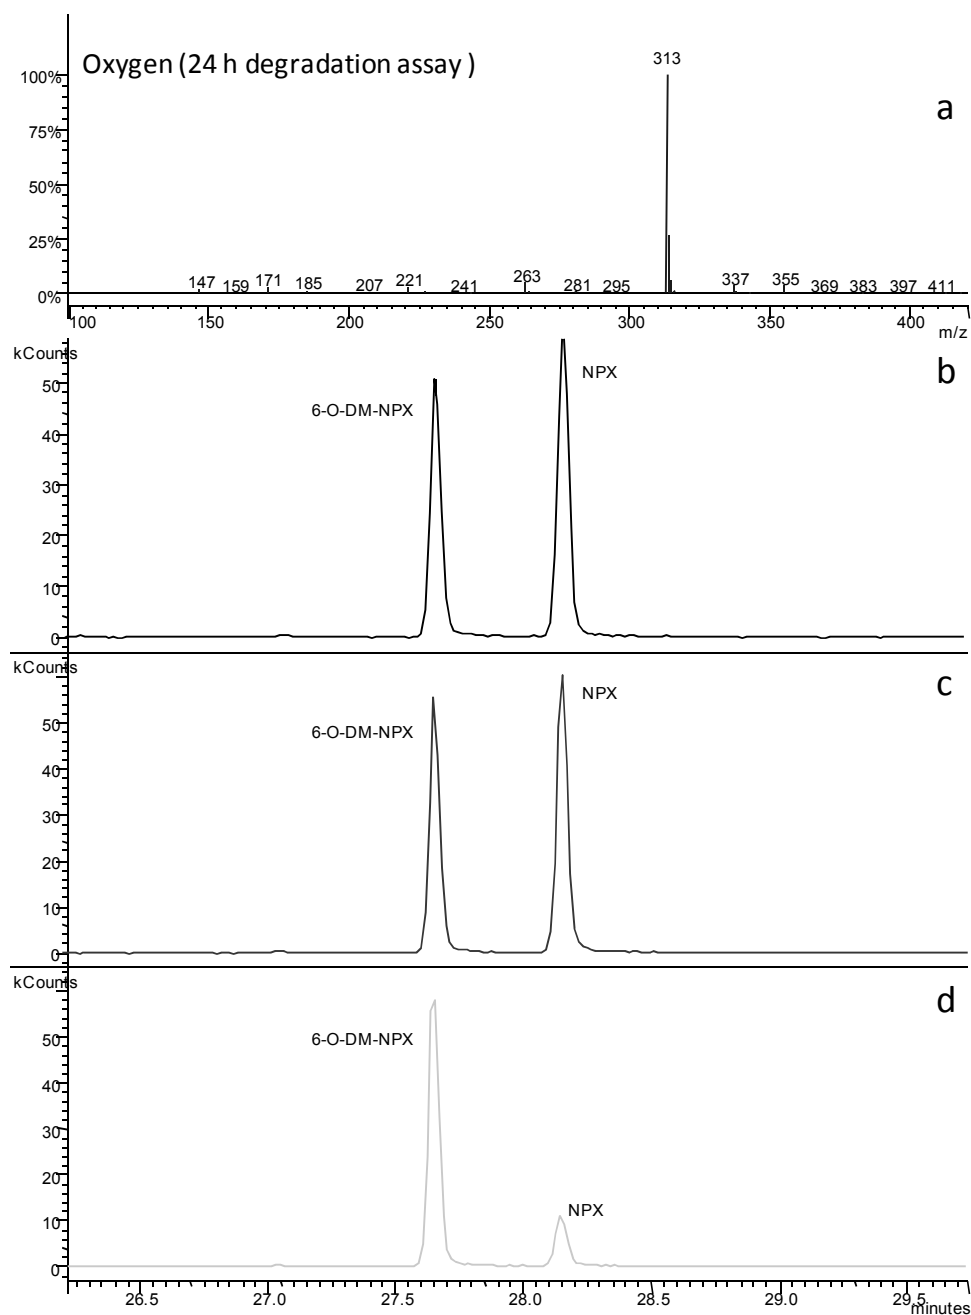 Oxygen (24 h degradation assay )
313
a
100%
75%
50%
25%
0%
147 159 171 185 207 221 241 263 281 295 337 355 369 383 397 411
100 150 200 250 300 350 400
m/z
kCounts
b
NPX
6-O-DM-NPX
50
40
30
20
10
0
kCounts
c
NPX
6-O-DM-NPX
50
40
30
20
10
0
kCounts
d
6-O-DM-NPX
NPX
50
40
30
20
10
0
26.5 27.0 27.5 28.0 28.5 29.0 29.5
minutes